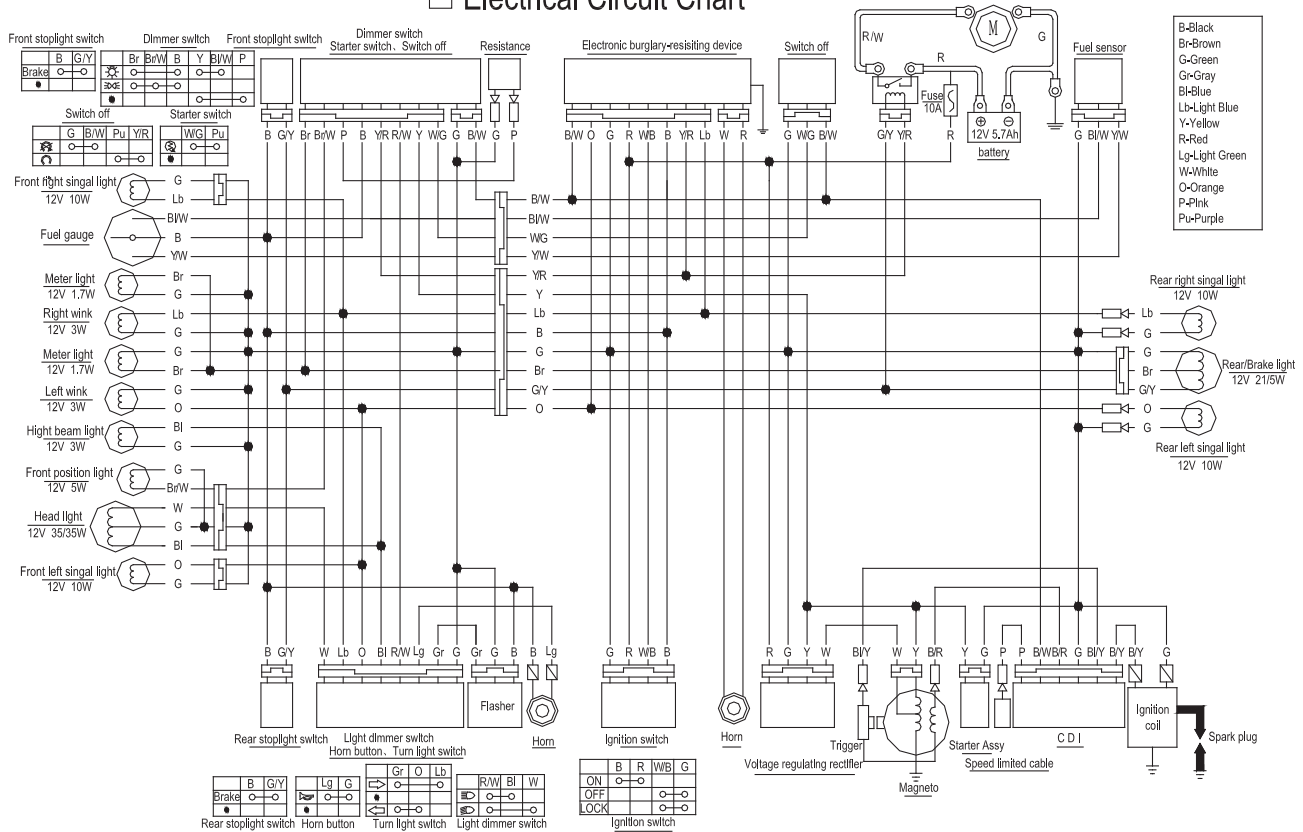 □ Electrical Circuit Chart
Front stoplight switch
B G/Y
Brake
Dimmer switch
Br Br/W B Y Bl/W P
Front stoplight switch
Switch off
G B/W Pu Y/R
Starter switch
W/G Pu
Dimmer switch
Starter switch、Switch off
Resistance
Electronic burglary-resisiting device
Switch off
R/W
M
G
R
Fuse
10A
12V 5.7Ah
battery
Fuel sensor
B-Black
Br-Brown
G-Green
Gr-Gray
Bl-Blue
Lb-Light Blue
Y-Yellow
R-Red
Lg-Light Green
W-White
O-Orange
P-Pink
Pu-Purple
B G/Y Br Br/W P B Y/R R/W Y W/G G B/W G P
B/W O G R W/B B Y/R Lb W R
G W/G B/W
G/Y Y/R
R
G Bl/W Y/W
Front right singal light
12V 10W
G
Lb
Fuel gauge
Bl/W
B
Y/W
Meter light
12V 1.7W
Br
G
Right wink
12V 3W
Lb
G
Meter light
12V 1.7W
G
Br
Left wink
12V 3W
G
O
Hight beam light
12V 3W
Bl
G
Front position light
12V 5W
G
Br/W
Head light
12V 35/35W
W
G
Bl
Front left singal light
12V 10W
O
G
B/W
Bl/W
W/G
Y/W
Y/R
Y
Lb
B
G
Br
G/Y
O
Rear right singal light
12V 10W
Lb
G
G
Br
G/Y
Rear/Brake light
12V 21/5W
O
G
Rear left singal light
12V 10W
B G/Y
W Lb O Bl R/W Lg Gr G
Gr G B
B Lg
G R W/B B
R G Y W
Bl/Y
W Y B/R
Y G
P
P B/W B/R G Bl/Y B/Y
B/Y G
Rear stoplight switch
Light dimmer switch
Horn button、Turn light switch
Flasher
Horn
Ignition switch
Horn
Voltage regulating rectifier
Trigger
Magneto
Starter Assy
Speed limited cable
C D I
Ignition
coil
Spark plug
B G/Y
Brake
Rear stoplight switch
Lg G
Horn button
Gr O Lb
Turn light switch
R/W Bl W
Light dimmer switch
B R W/B G
ON
OFF
LOCK
Ignition switch